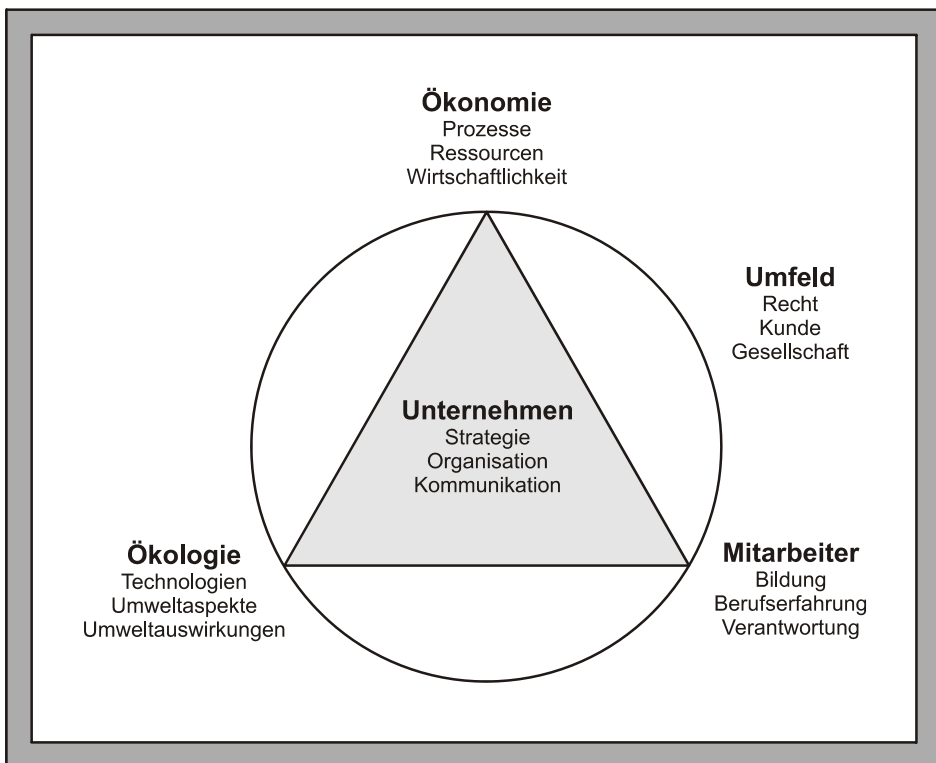 Ökonomie
Prozesse
Ressourcen
Wirtschaftlichkeit
Umfeld
Recht
Kunde
Gesellschaft
Unternehmen
Strategie
Organisation
Kommunikation
Ökologie
Technologien
Umweltaspekte
Umweltauswirkungen
Mitarbeiter
Bildung
Berufserfahrung
Verantwortung